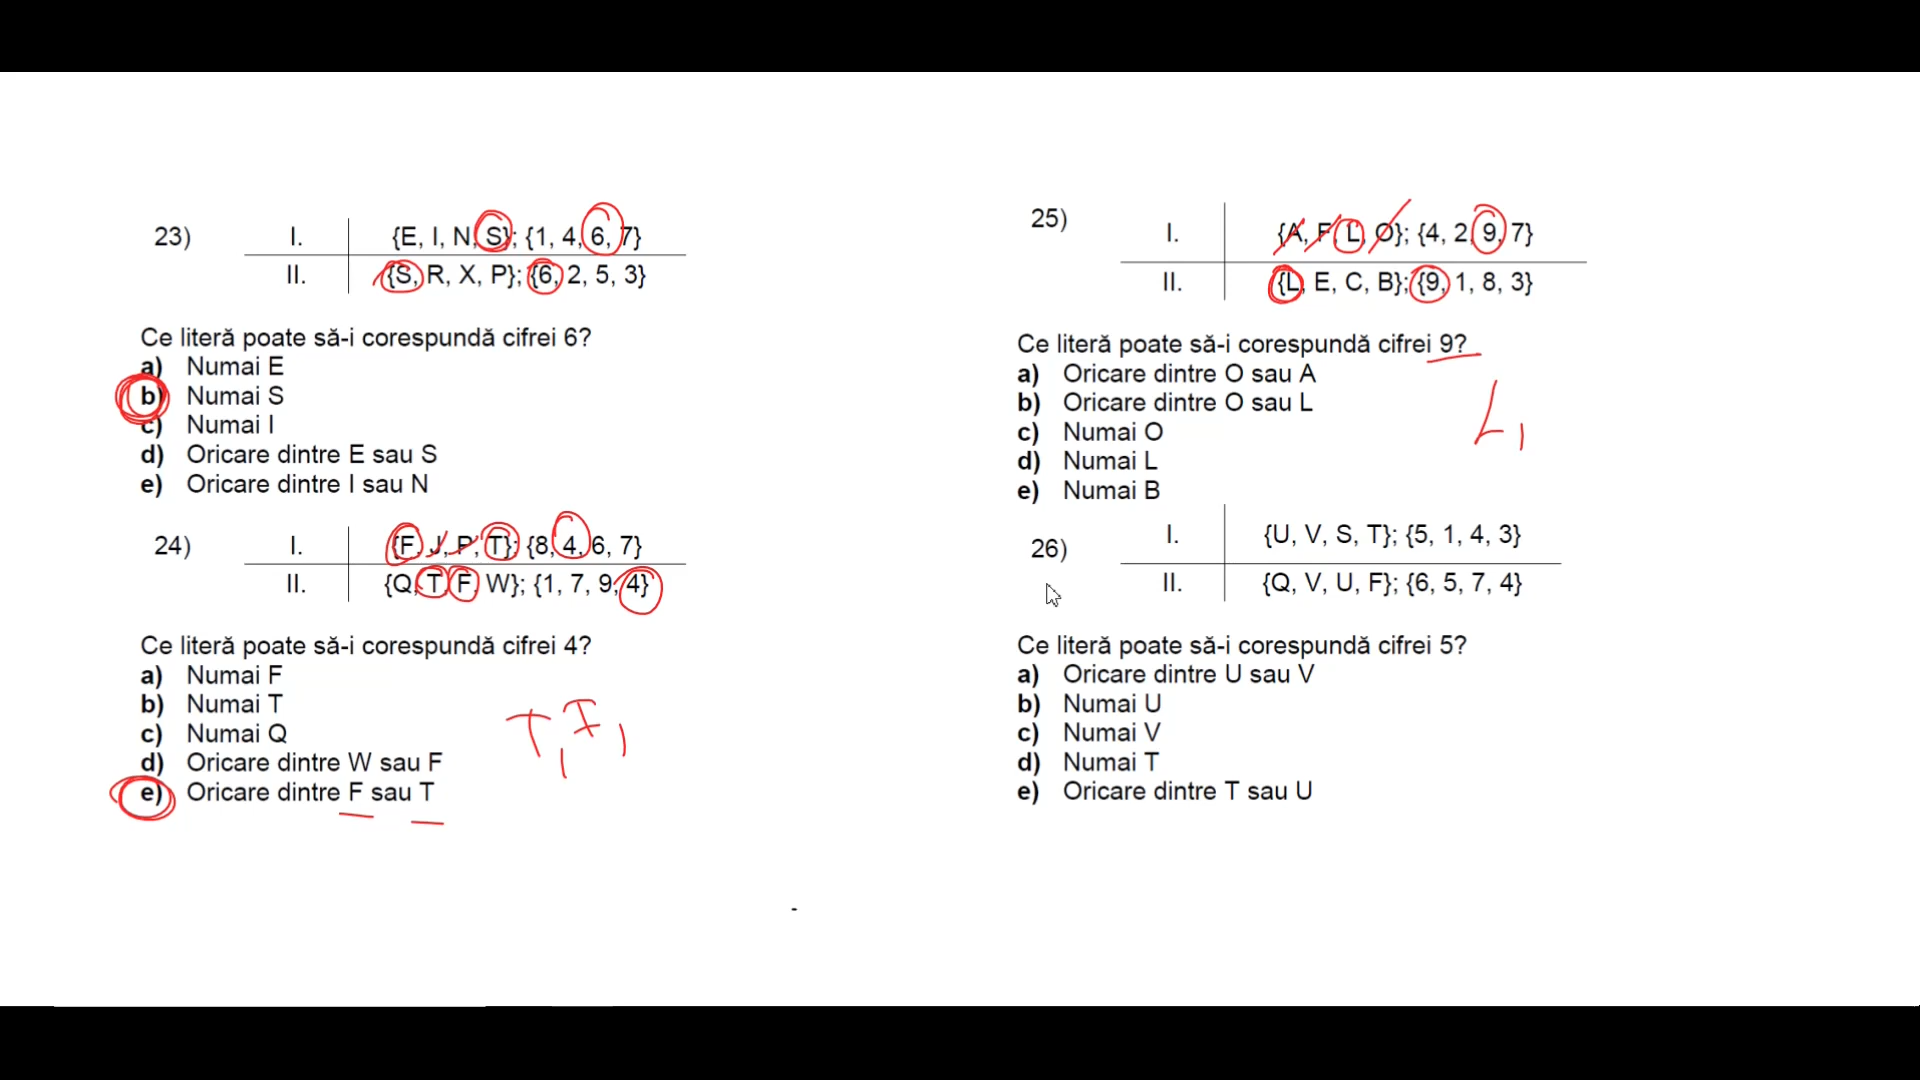 23)
I. {E, I, N, S}; {1, 4, 6, 7}
II. {S, R, X, P}; {6, 2, 5, 3}
Ce literă poate să-i corespundă cifrei 6?
a) Numai E
b) Numai S
c) Numai I
d) Oricare dintre E sau S
e) Oricare dintre I sau N
24)
I. {F, J, P, T}; {8, 4, 6, 7}
II. {Q, T, F, W}; {1, 7, 9, 4}
Ce literă poate să-i corespundă cifrei 4?
a) Numai F
b) Numai T
c) Numai Q
d) Oricare dintre W sau F
e) Oricare dintre F sau T
T, F,
25)
I. {A, F, L, O}; {4, 2, 9, 7}
II. {L, E, C, B}; {9, 1, 8, 3}
Ce literă poate să-i corespundă cifrei 9?
a) Oricare dintre O sau A
b) Oricare dintre O sau L
c) Numai O
d) Numai L
e) Numai B
L,
26)
I. {U, V, S, T}; {5, 1, 4, 3}
II. {Q, V, U, F}; {6, 5, 7, 4}
Ce literă poate să-i corespundă cifrei 5?
a) Oricare dintre U sau V
b) Numai U
c) Numai V
d) Numai T
e) Oricare dintre T sau U
-